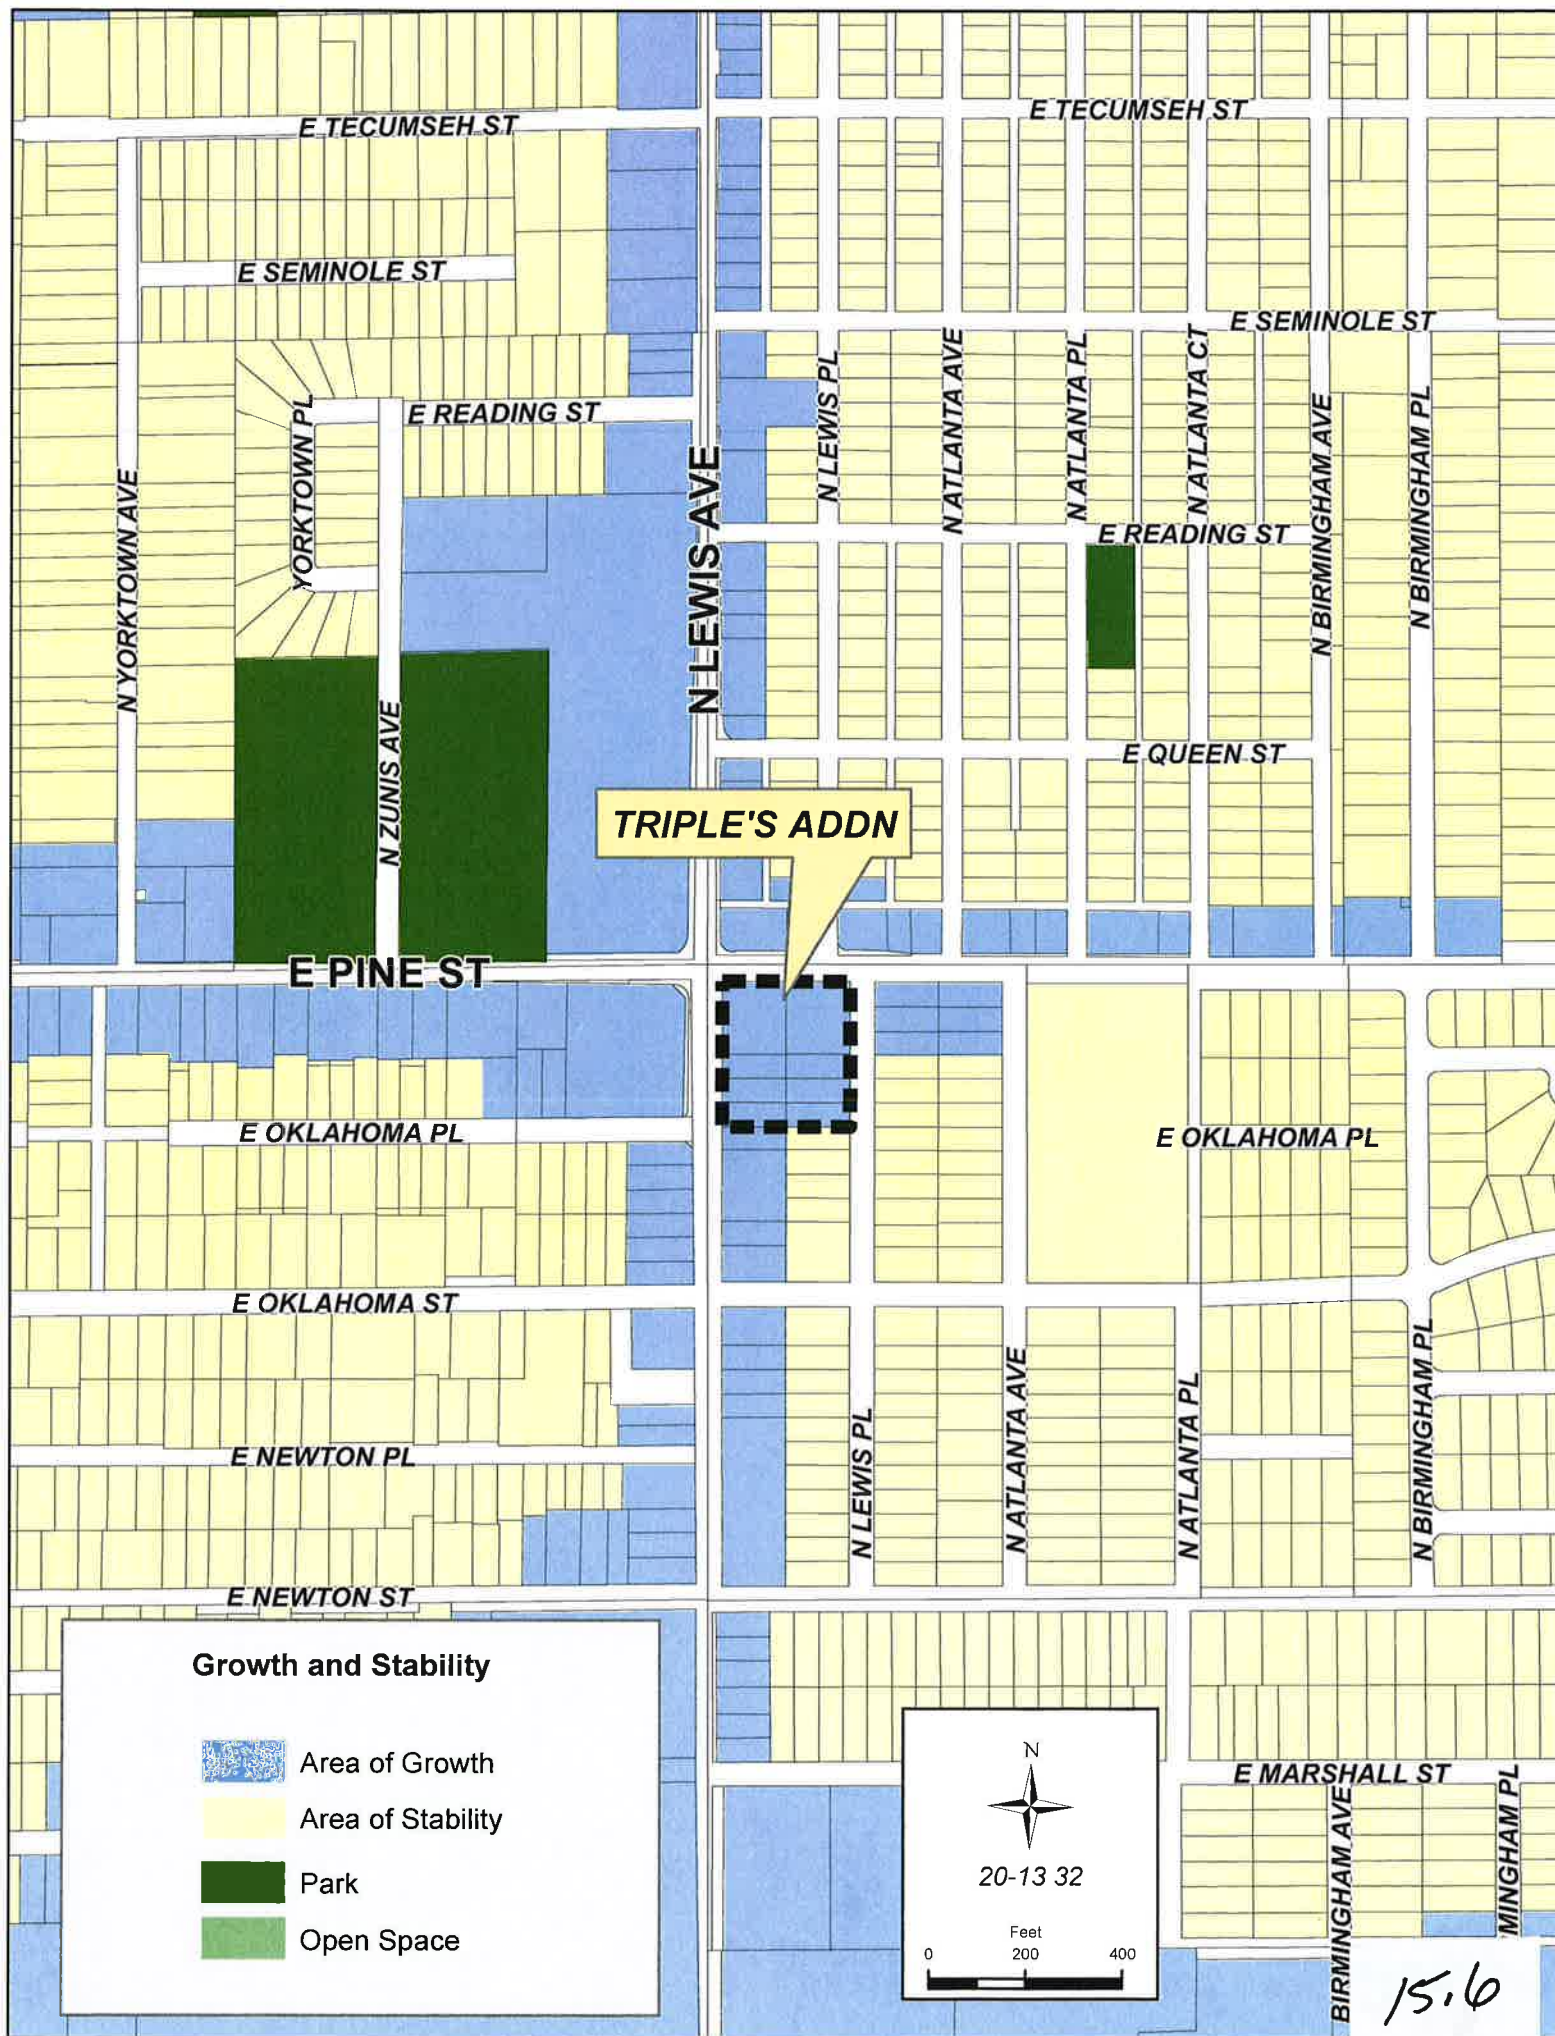 E TECUMSEH ST
E TECUMSEH ST
E SEMINOLE ST
E SEMINOLE ST
N LEWIS PL
N ATLANTA AVE
N ATLANTA PL
N ATLANTA CT
N BIRMINGHAM AVE
N BIRMINGHAM PL
E READING ST
YORKTOWN PL
N YORKTOWN AVE
N LEWIS AVE
E READING ST
N ZUNIS AVE
E QUEEN ST
TRIPLE'S ADDN
E PINE ST
E OKLAHOMA PL
E OKLAHOMA PL
E OKLAHOMA ST
N LEWIS PL
N ATLANTA AVE
N ATLANTA PL
N BIRMINGHAM PL
E NEWTON PL
E NEWTON ST
Growth and Stability
Area of Growth
Area of Stability
Park
Open Space
N
20-13 32
Feet
0 200 400
E MARSHALL ST
BIRMINGHAM AVE
MINGHAM PL
15.6